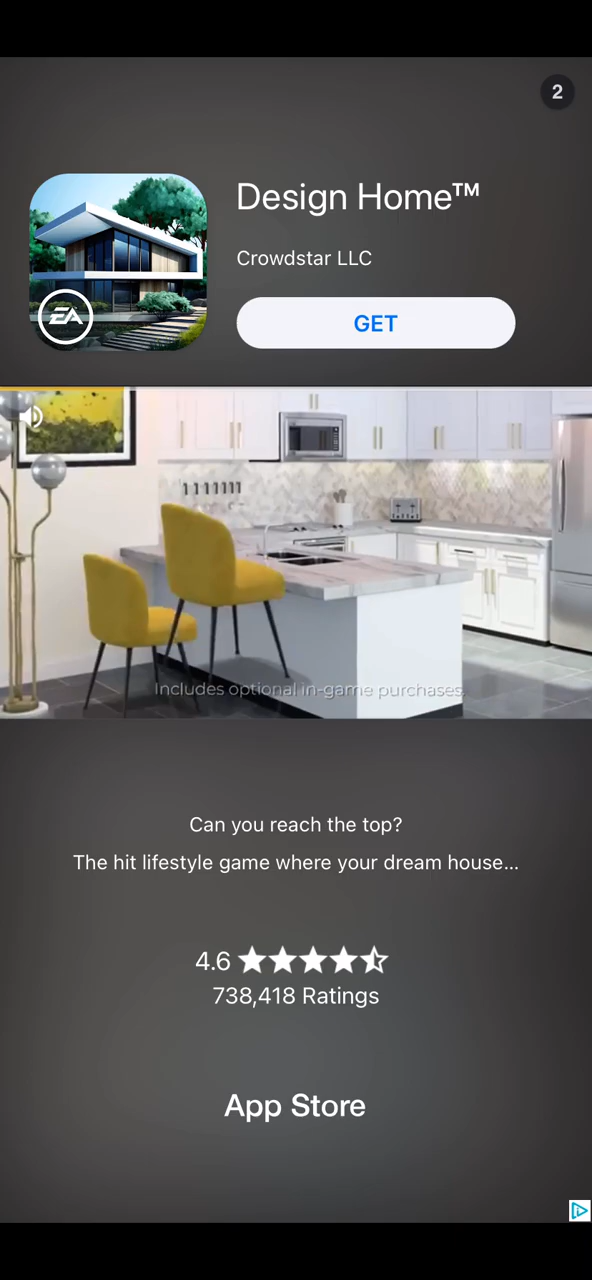 2
Design Home™
Crowdstar LLC
EA
GET
Includes optional in-game purchases.
Can you reach the top?
The hit lifestyle game where your dream house...
4.6
738,418 Ratings
App Store